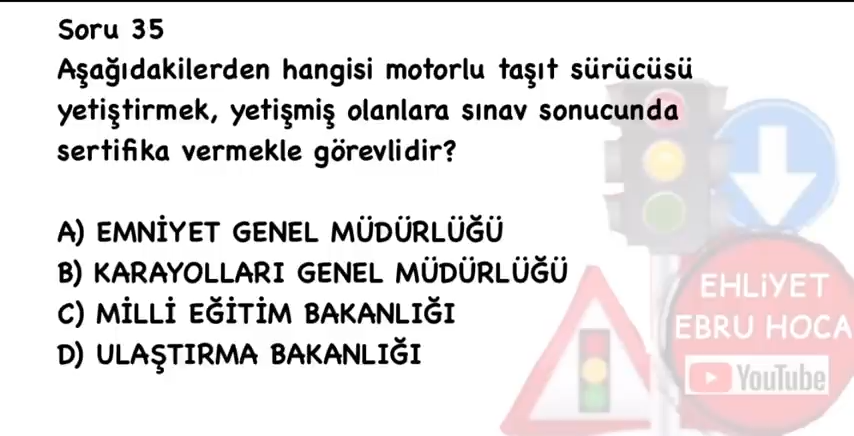 Soru 35
Aşağıdakilerden hangisi motorlu taşıt sürücüsü
yetiştirmek, yetişmiş olanlara sınav sonucunda
sertifika vermekle görevlidir?
A) EMNİYET GENEL MÜDÜRLÜĞÜ
B) KARAYOLLARI GENEL MÜDÜRLÜĞÜ
C) MİLLİ EĞİTİM BAKANLIĞI
D) ULAŞTIRMA BAKANLIĞI
EHLİYET
EBRU HOCA
YouTube